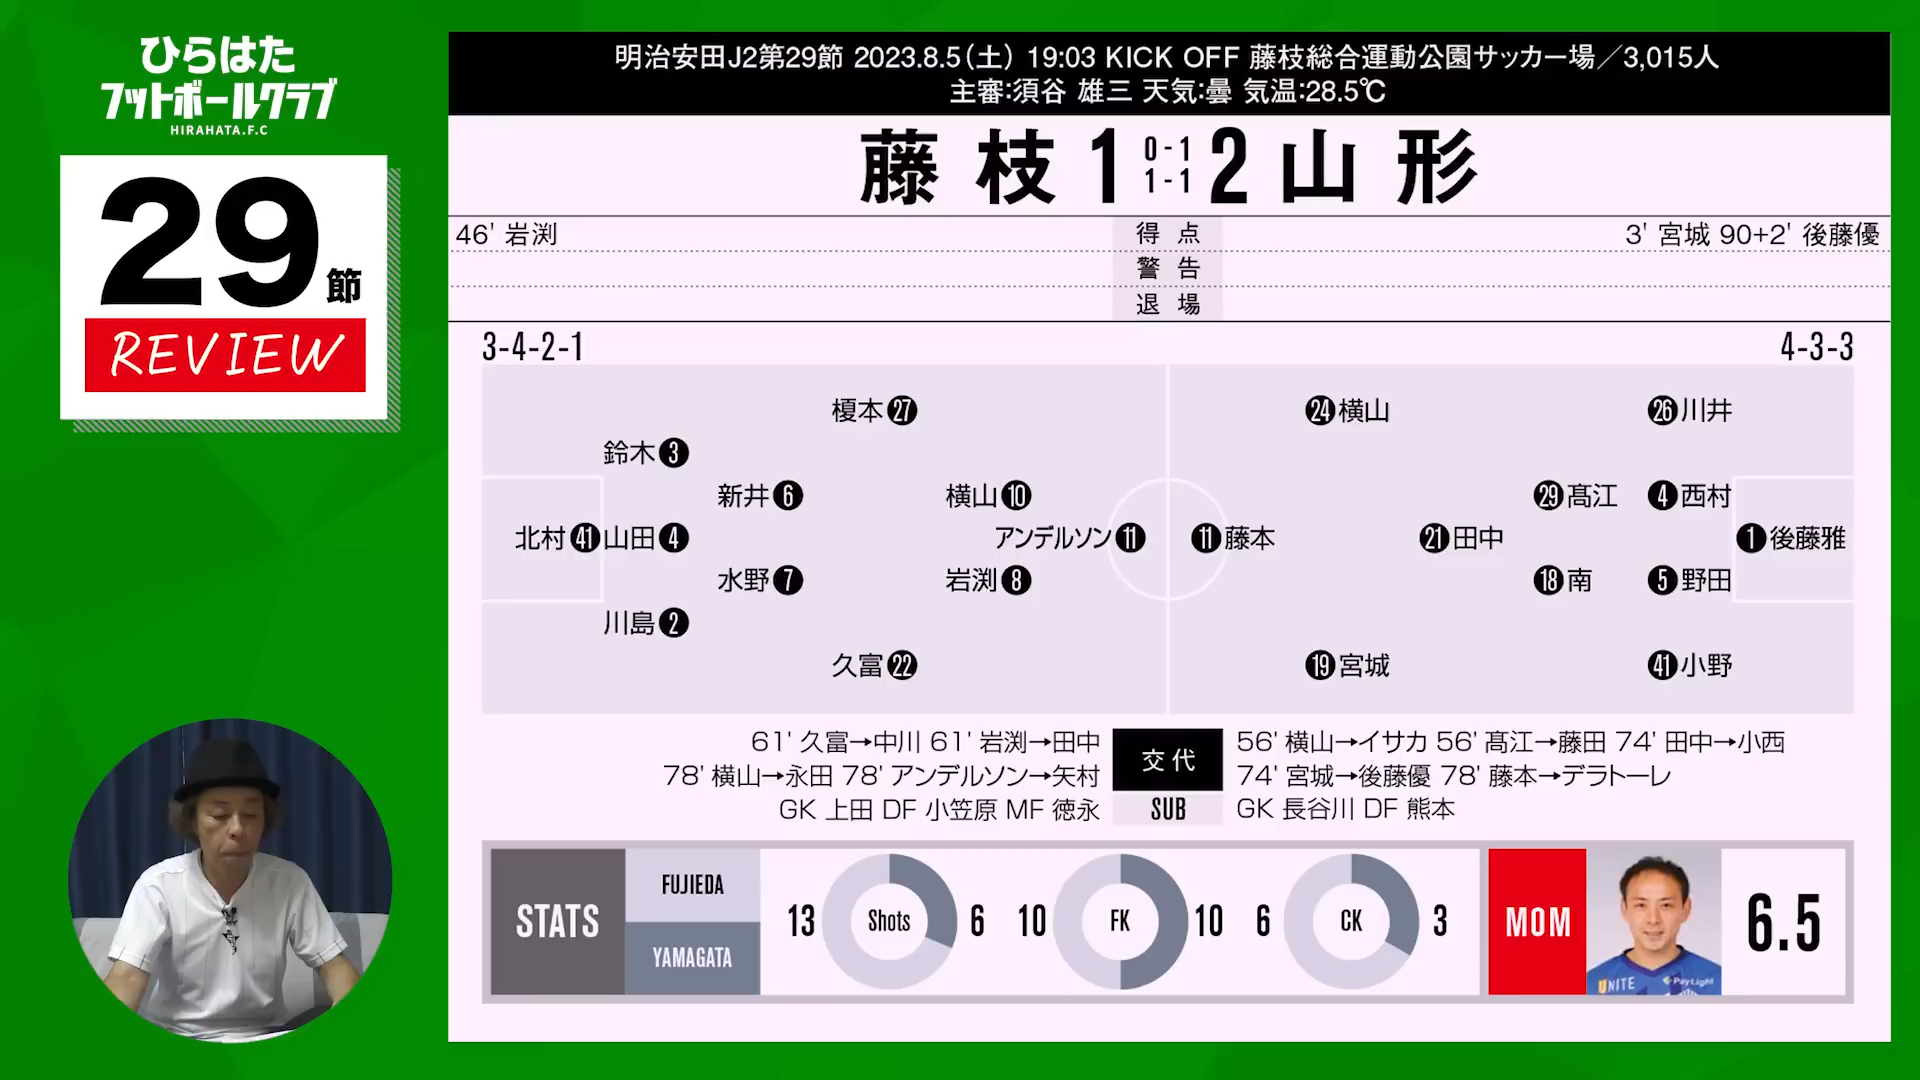 ひらはた
フットボールクラブ
HIRAHATA.F.C
29節
REVIEW
明治安田J2第29節 2023.8.5(土) 19:03 KICK OFF 藤枝総合運動公園サッカー場／3,015人
主審:須谷 雄三 天気:曇 気温:28.5℃
藤枝 1 0-1 2 山形
1-1
46' 岩渕 得点 3' 宮城 90+2' 後藤優
警告
退場
3-4-2-1 4-3-3
榎本 27 24 横山 26 川井
鈴木 3
新井 6 横山 10 29 髙江 4 西村
北村 41 山田 4 アンデルソン 11 11 藤本 21 田中 1 後藤雅
水野 7 岩渕 8 18 南 5 野田
川島 2
久富 22 19 宮城 41 小野
61' 久富→中川 61' 岩渕→田中 交代 56' 横山→イサカ 56' 髙江→藤田 74' 田中→小西
78' 横山→永田 78' アンデルソン→矢村 74' 宮城→後藤優 78' 藤本→デラトーレ
GK 上田 DF 小笠原 MF 徳永 SUB GK 長谷川 DF 熊本
STATS FUJIEDA 13 Shots 6 10 FK 10 6 CK 3 MOM 6.5
YAMAGATA
UNITE PayLight